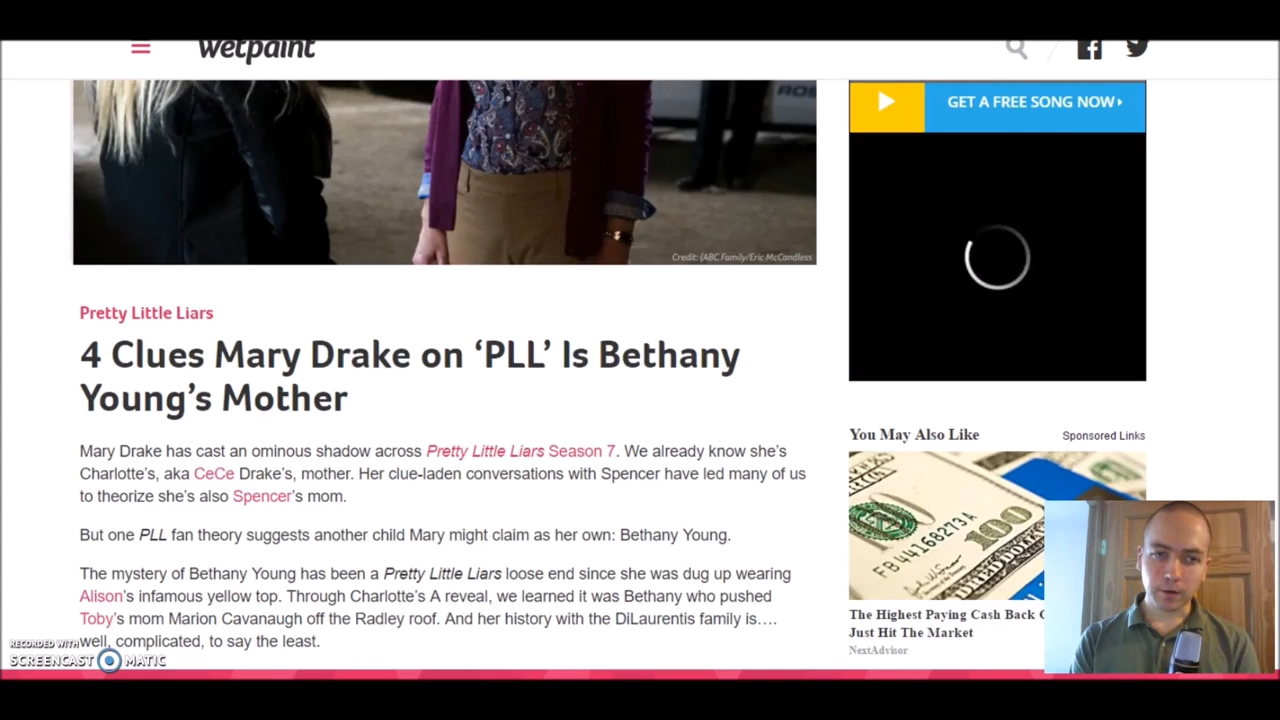 wetpaint
GET A FREE SONG NOW
Credit: (ABC Family/Eric McCandless
Pretty Little Liars
4 Clues Mary Drake on ‘PLL’ Is Bethany
Young’s Mother
Mary Drake has cast an ominous shadow across Pretty Little Liars Season 7. We already know she's
Charlotte's, aka CeCe Drake's, mother. Her clue-laden conversations with Spencer have led many of us
to theorize she's also Spencer's mom.
But one PLL fan theory suggests another child Mary might claim as her own: Bethany Young.
The mystery of Bethany Young has been a Pretty Little Liars loose end since she was dug up wearing
Alison's infamous yellow top. Through Charlotte's A reveal, we learned it was Bethany who pushed
Toby's mom Marion Cavanaugh off the Radley roof. And her history with the DiLaurentis family is….
well, complicated, to say the least.
You May Also Like
Sponsored Links
FB44168273A
100
The Highest Paying Cash Back C
Just Hit The Market
NextAdvisor
RECORDED WITH
SCREENCAST MATIC